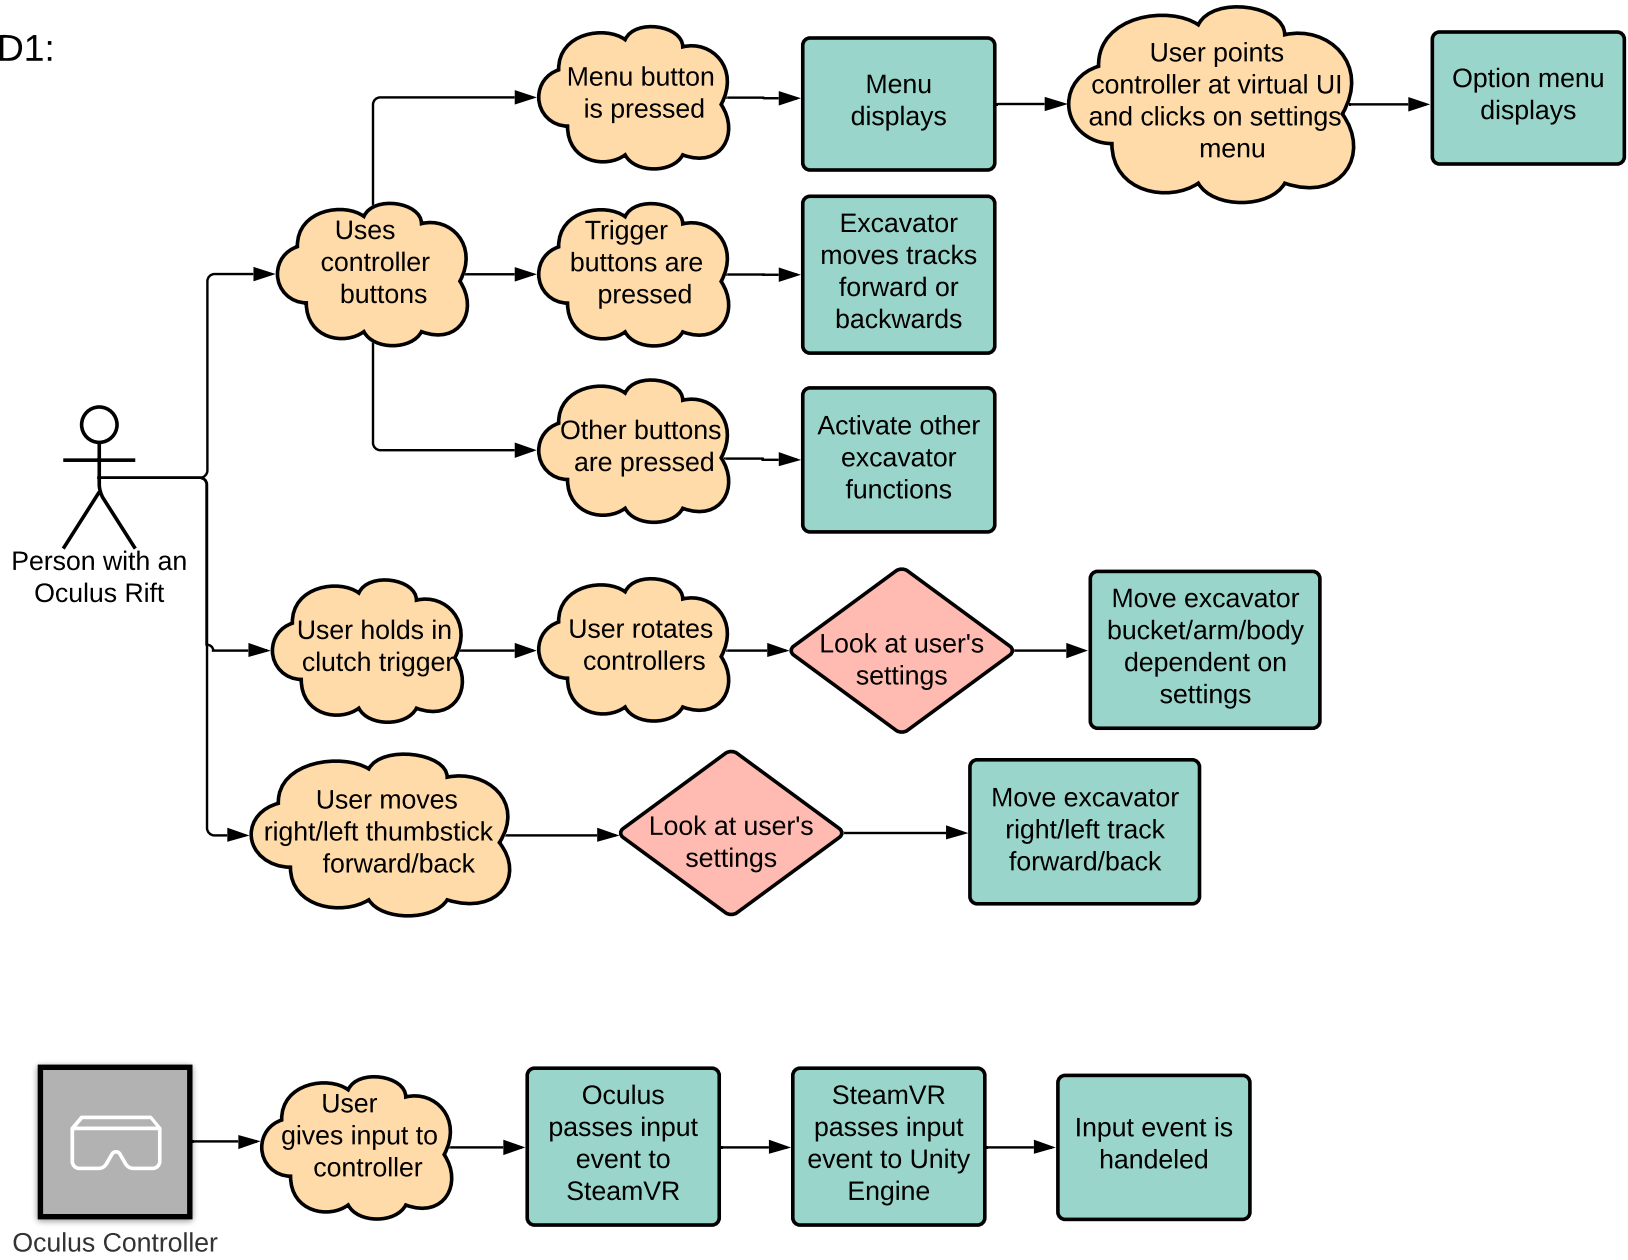 D1:
Menu button
is pressed
Menu
displays
User points
controller at virtual UI
and clicks on settings
menu
Option menu
displays
Uses
controller
buttons
Trigger
buttons are
pressed
Excavator
moves tracks
forward or
backwards
Other buttons
are pressed
Activate other
excavator
functions
Person with an
Oculus Rift
User holds in
clutch trigger
User rotates
controllers
Look at user's
settings
Move excavator
bucket/arm/body
dependent on
settings
User moves
right/left thumbstick
forward/back
Look at user's
settings
Move excavator
right/left track
forward/back
User
gives input to
controller
Oculus
passes input
event to
SteamVR
SteamVR
passes input
event to Unity
Engine
Input event is
handeled
Oculus Controller